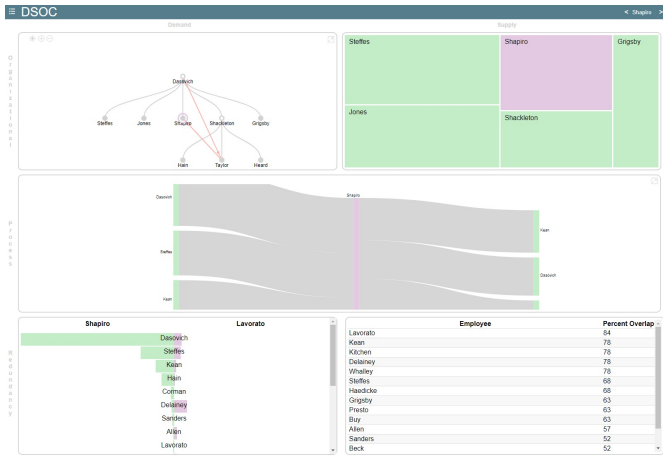 DSOC
< Shapiro >
Demand
Supply
Organizational
Dasovich
Steffes
Jones
Shapiro
Shackleton
Grigsby
Hain
Taylor
Heard
Steffes
Shapiro
Grigsby
Jones
Shackleton
Process
Dasovich
Steffes
Kean
Shapiro
Kean
Dasovich
Redundancy
Shapiro Lavorato
Dasovich
Steffes
Kean
Hain
Corman
Delainey
Sanders
Allen
Lavorato
Employee Percent Overlap
Lavorato 84
Kean 78
Kitchen 78
Delainey 78
Whalley 78
Steffes 68
Haedicke 68
Grigsby 63
Presto 63
Buy 63
Allen 57
Sanders 52
Beck 52